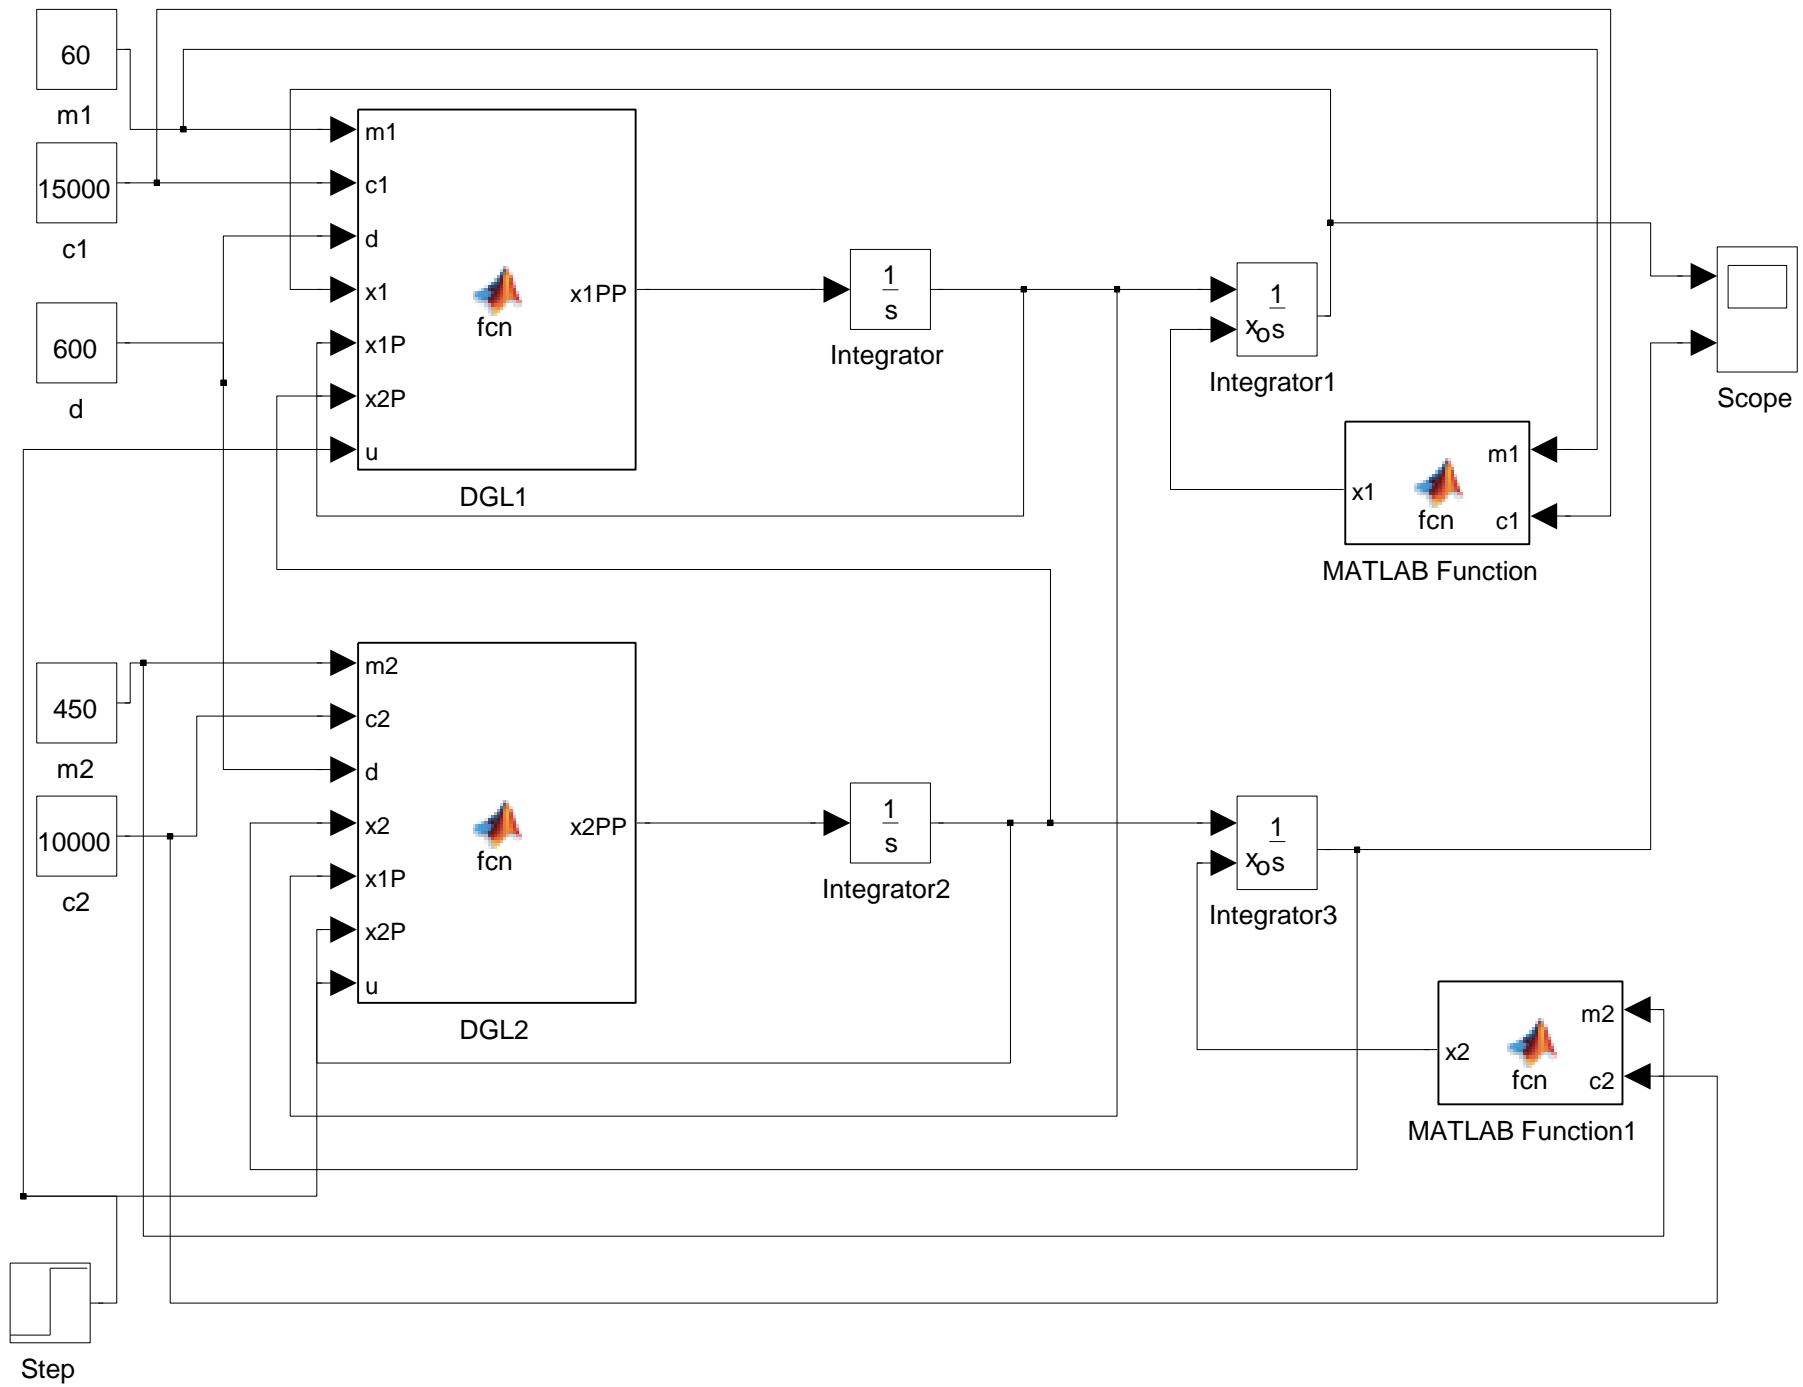 60
m1
15000
c1
600
d
m1
c1
d
x1
x1P
x2P
u
fcn
x1PP
DGL1
1
s
Integrator
1
xos
Integrator1
Scope
x1
fcn
m1
c1
MATLAB Function
450
m2
10000
c2
m2
c2
d
x2
x1P
x2P
u
fcn
x2PP
DGL2
1
s
Integrator2
1
xos
Integrator3
x2
fcn
m2
c2
MATLAB Function1
Step